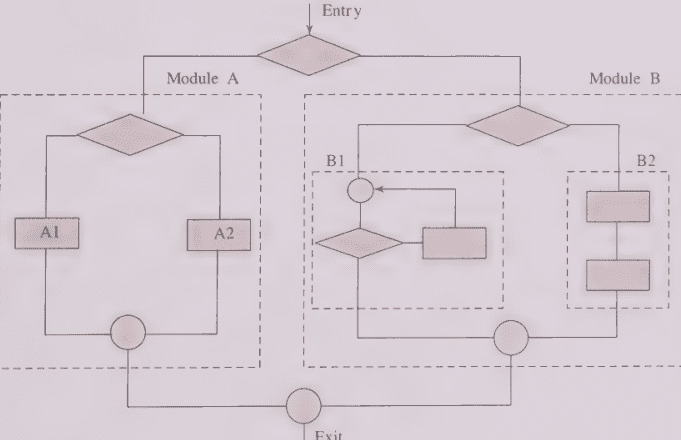 Entry
Module A
Module B
B1
B2
A1
A2
Exit